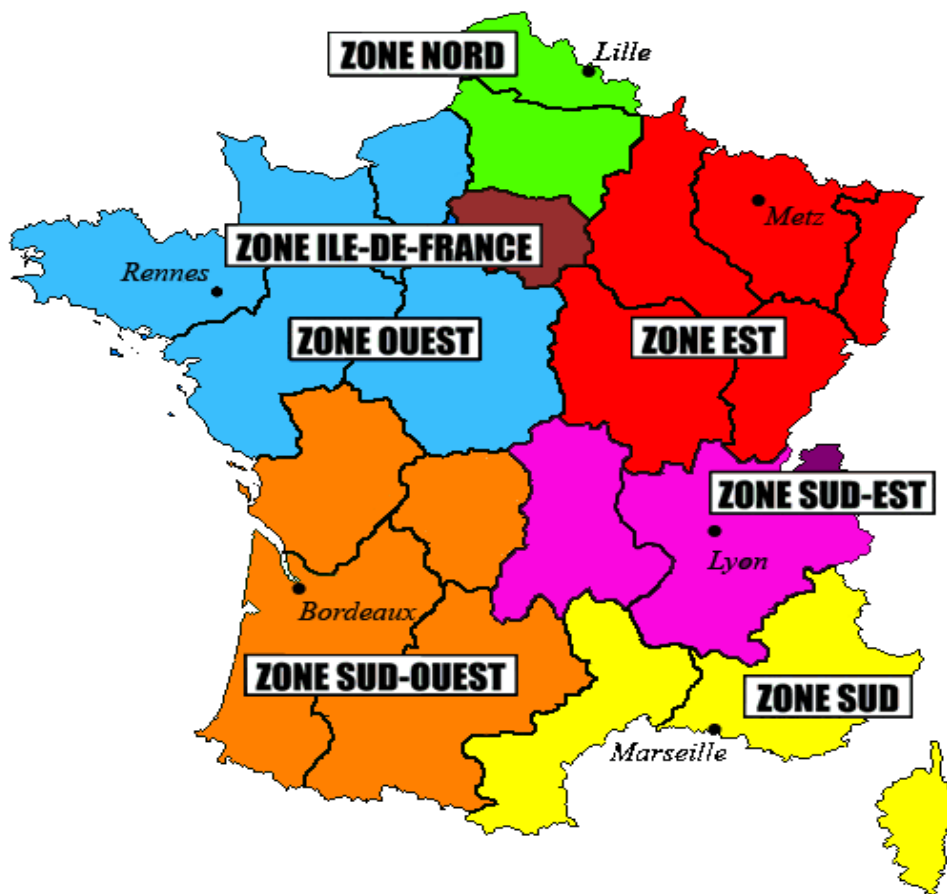 ZONE NORD
Lille
Metz
ZONE ILE-DE-FRANCE
Rennes
ZONE OUEST
ZONE EST
ZONE SUD-EST
Lyon
Bordeaux
ZONE SUD-OUEST
ZONE SUD
Marseille